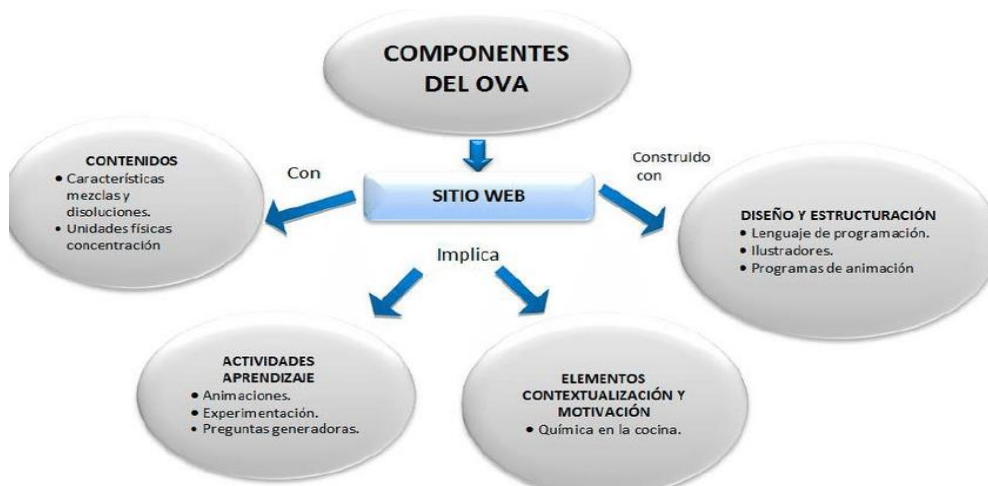 COMPONENTES
DEL OVA
CONTENIDOS
• Características
mezclas y
disoluciones.
• Unidades físicas
concentración
Con
SITIO WEB
Construido
con
DISEÑO Y ESTRUCTURACIÓN
• Lenguaje de programación.
• Ilustradores.
• Programas de animación
Implica
ACTIVIDADES
APRENDIZAJE
• Animaciones.
• Experimentación.
• Preguntas generadoras.
ELEMENTOS
CONTEXTUALIZACIÓN Y
MOTIVACIÓN
• Química en la cocina.